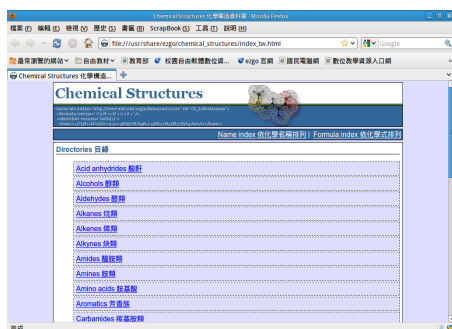 Chemical Structures 化學構造資料庫 - Mozilla Firefox
檔案(F) 編輯(E) 檢視(V) 歷史(S) 書籤(B) ScrapBook(S) 工具(T) 說明(H)
file:///usr/share/ezgo/chemical_structures/index_tw.html
Google
最常瀏覽的網站 自由教材 教育部 校園自由軟體數位資... ezgo 官網 國民電腦網 數位教學資源入口網
Chemical Structures 化學構造...
Chemical Structures
Name index 依化學名稱排列 | Formula index 依化學式排列
Directories 目錄
Acid anhydrides 酸酐
Alcohols 醇類
Aldehydes 醛類
Alkanes 烷類
Alkenes 烯類
Alkynes 炔類
Amides 醯胺類
Amines 胺類
Amino acids 胺基酸
Aromatics 芳香族
Carbamides 羰基胺類
完成